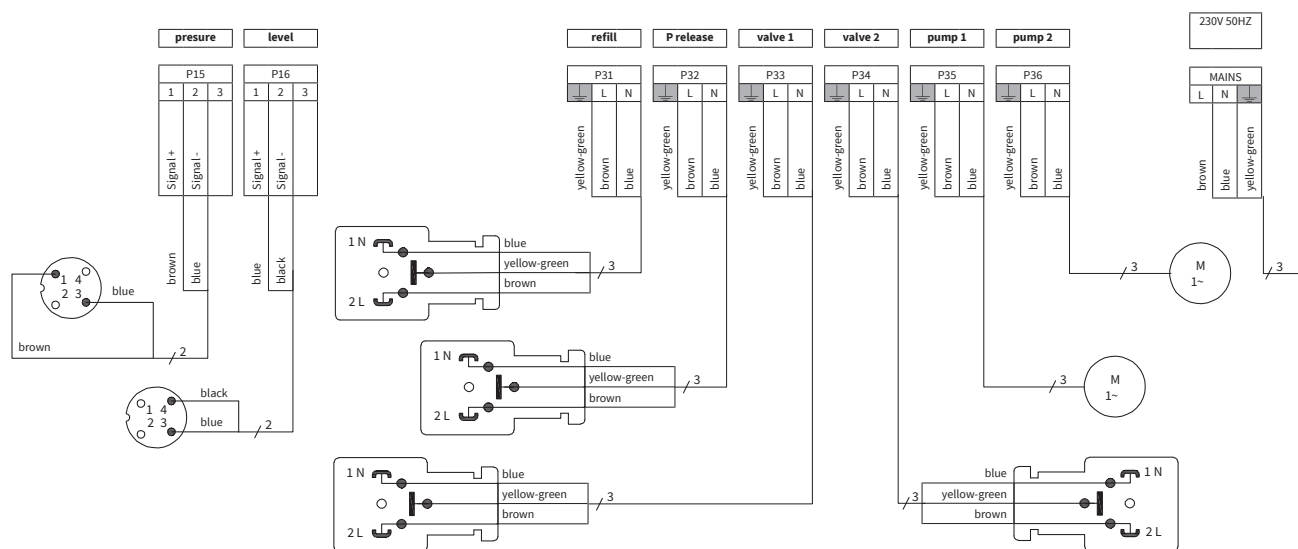 230V 50HZ
presure level refill P release valve 1 valve 2 pump 1 pump 2
P15 P16 P31 P32 P33 P34 P35 P36 MAINS
1 2 3 1 2 3 L N L N L N L N L N L N L N
Signal + Signal - Signal + Signal - yellow-green brown blue yellow-green brown blue yellow-green brown blue yellow-green brown blue yellow-green brown blue yellow-green brown blue brown blue yellow-green
1 N blue
brown blue blue black yellow-green 3 3 M 3
1 4 brown 1~
2 3 blue 2 L
brown 2
1 N blue
yellow-green 3 3 M
black brown 1~
1 4 2 L
2 3 blue 2
1 N blue blue 1 N
yellow-green 3 3 yellow-green
brown brown
2 L 2 L